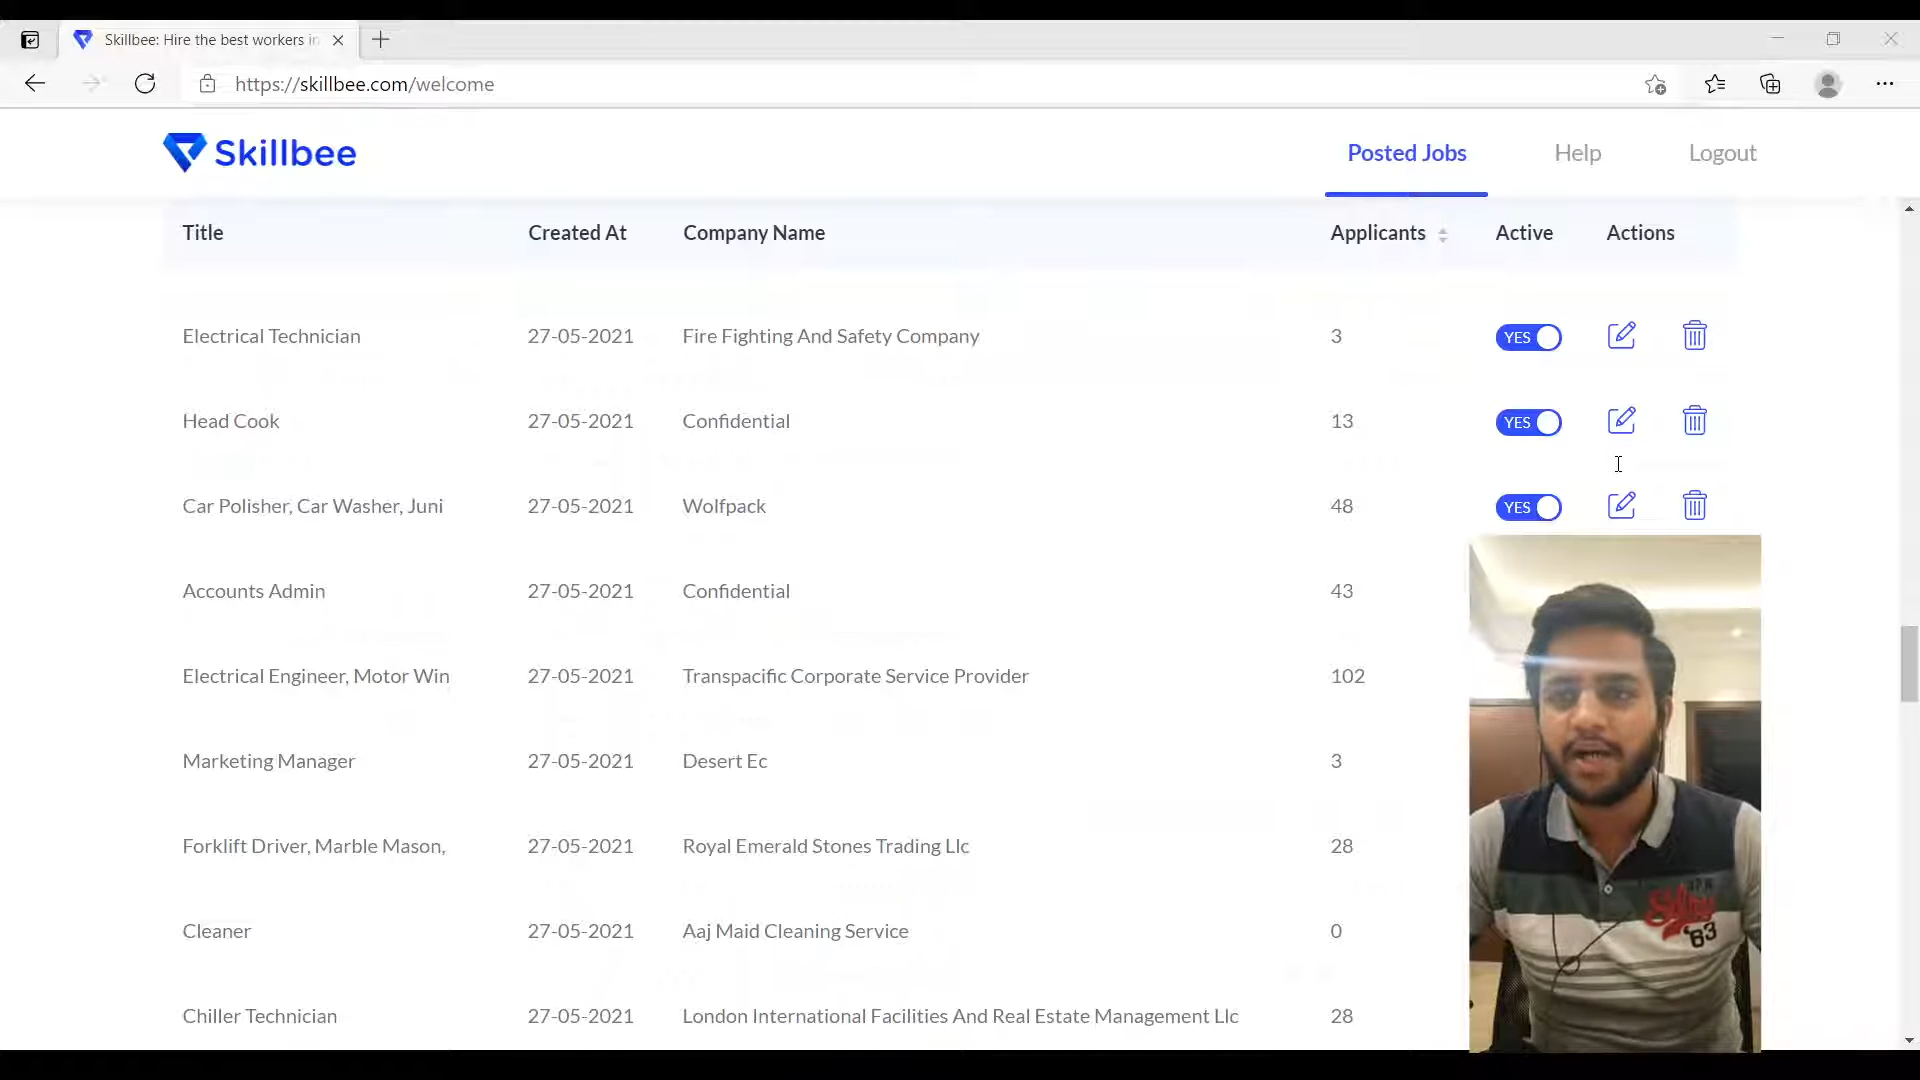 Skillbee: Hire the best workers in
https://skillbee.com/welcome
Skillbee
Posted Jobs
Help
Logout
Title Created At Company Name Applicants Active Actions
Electrical Technician 27-05-2021 Fire Fighting And Safety Company 3 YES
Head Cook 27-05-2021 Confidential 13 YES
Car Polisher, Car Washer, Juni 27-05-2021 Wolfpack 48 YES
Accounts Admin 27-05-2021 Confidential 43
Electrical Engineer, Motor Win 27-05-2021 Transpacific Corporate Service Provider 102
Marketing Manager 27-05-2021 Desert Ec 3
Forklift Driver, Marble Mason, 27-05-2021 Royal Emerald Stones Trading Llc 28
Cleaner 27-05-2021 Aaj Maid Cleaning Service 0
Chiller Technician 27-05-2021 London International Facilities And Real Estate Management Llc 28
'63